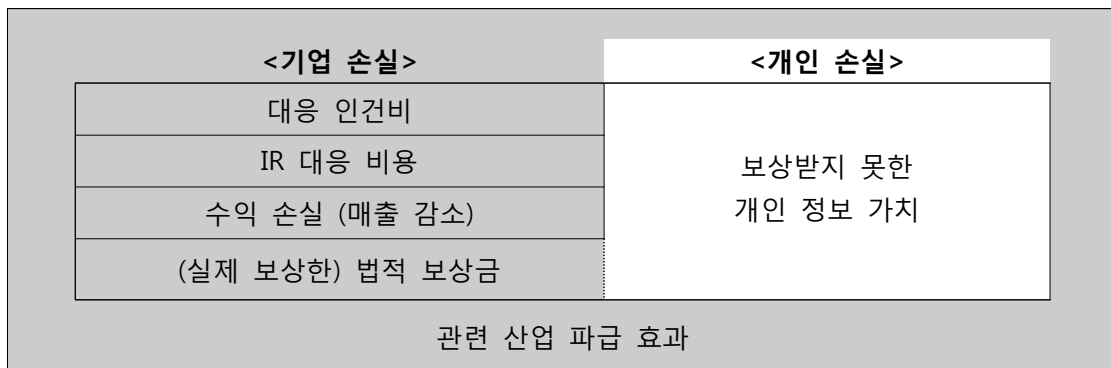 <기업 손실>
<개인 손실>
대응 인건비
IR 대응 비용
수익 손실 (매출 감소)
(실제 보상한) 법적 보상금
보상받지 못한
개인 정보 가치
관련 산업 파급 효과